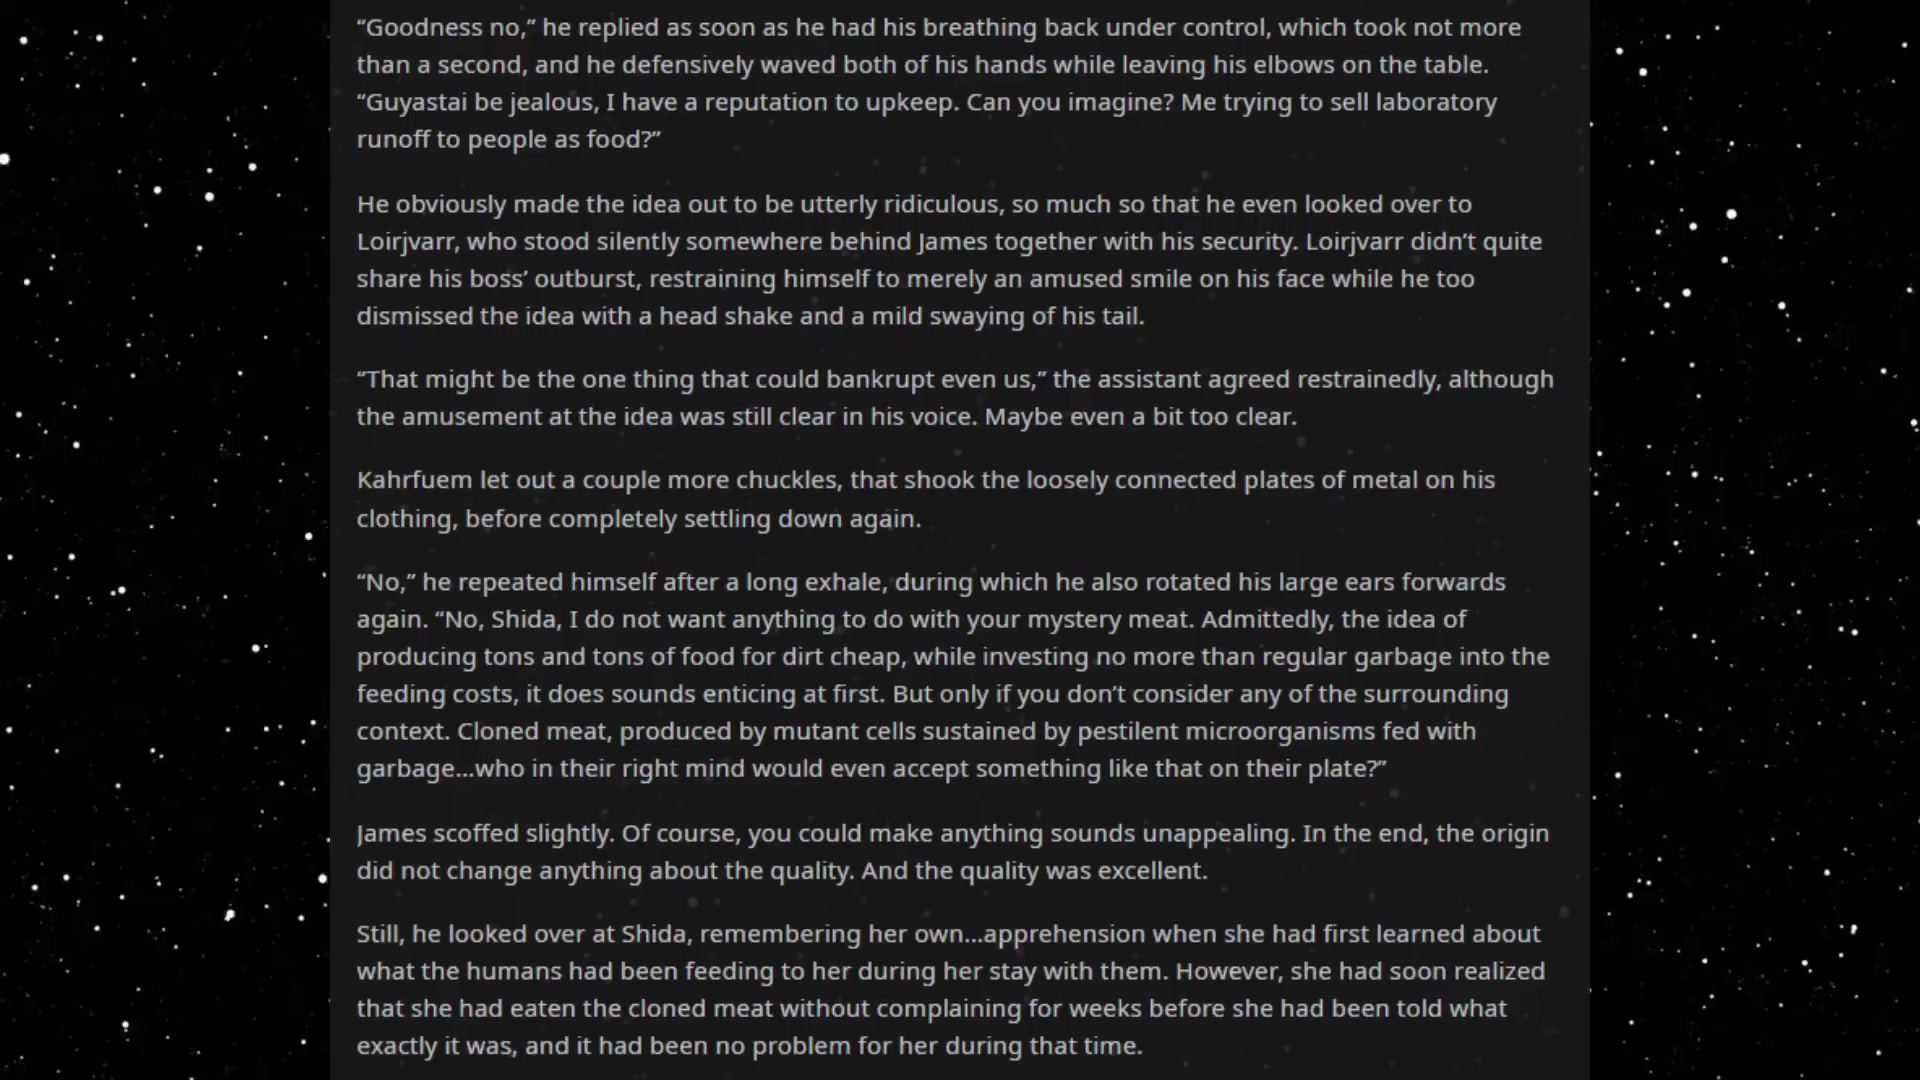 “Goodness no,” he replied as soon as he had his breathing back under control, which took not more
than a second, and he defensively waved both of his hands while leaving his elbows on the table.
“Guyastai be jealous, I have a reputation to upkeep. Can you imagine? Me trying to sell laboratory
runoff to people as food?”
He obviously made the idea out to be utterly ridiculous, so much so that he even looked over to
Loirjvarr, who stood silently somewhere behind James together with his security. Loirjvarr didn’t quite
share his boss’ outburst, restraining himself to merely an amused smile on his face while he too
dismissed the idea with a head shake and a mild swaying of his tail.
“That might be the one thing that could bankrupt even us,” the assistant agreed restrainedly, although
the amusement at the idea was still clear in his voice. Maybe even a bit too clear.
Kahrfuem let out a couple more chuckles, that shook the loosely connected plates of metal on his
clothing, before completely settling down again.
“No,” he repeated himself after a long exhale, during which he also rotated his large ears forwards
again. “No, Shida, I do not want anything to do with your mystery meat. Admittedly, the idea of
producing tons and tons of food for dirt cheap, while investing no more than regular garbage into the
feeding costs, it does sounds enticing at first. But only if you don’t consider any of the surrounding
context. Cloned meat, produced by mutant cells sustained by pestilent microorganisms fed with
garbage…who in their right mind would even accept something like that on their plate?”
James scoffed slightly. Of course, you could make anything sounds unappealing. In the end, the origin
did not change anything about the quality. And the quality was excellent.
Still, he looked over at Shida, remembering her own…apprehension when she had first learned about
what the humans had been feeding to her during her stay with them. However, she had soon realized
that she had eaten the cloned meat without complaining for weeks before she had been told what
exactly it was, and it had been no problem for her during that time.